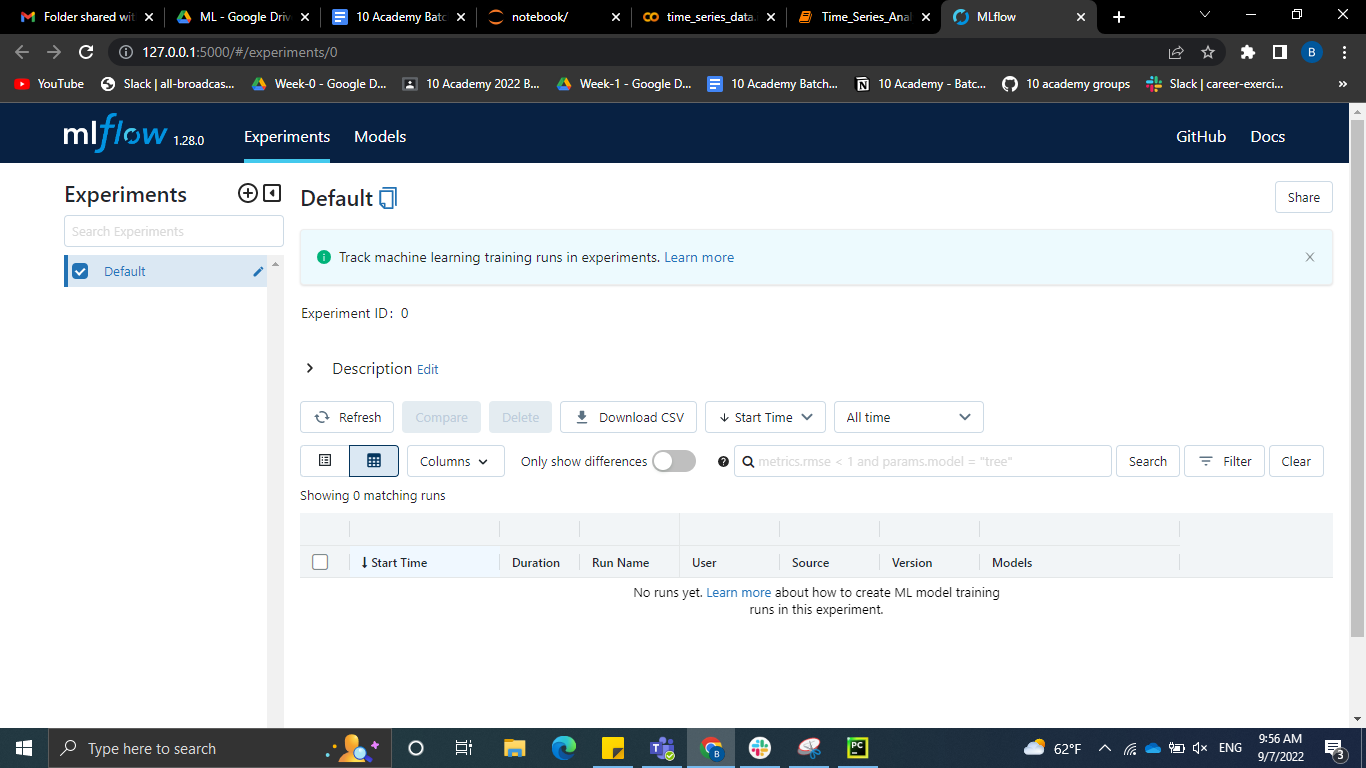 Folder shared wit
ML - Google Driv
10 Academy Batc
notebook/
time_series_data.
Time_Series_Anal
MLflow
127.0.0.1:5000/#/experiments/0
B
YouTube
Slack | all-broadcas...
Week-0 - Google D...
10 Academy 2022 B...
Week-1 - Google D...
10 Academy Batch...
10 Academy - Batc...
10 academy groups
Slack | career-exerci...
»
mlflow 1.28.0
Experiments
Models
GitHub
Docs
Experiments
Search Experiments
Default
Default
Share
Track machine learning training runs in experiments. Learn more
Experiment ID: 0
Description Edit
Refresh
Compare
Delete
Download CSV
Start Time
All time
Columns
Only show differences
metrics.rmse < 1 and params.model = "tree"
Search
Filter
Clear
Showing 0 matching runs
Start Time
Duration
Run Name
User
Source
Version
Models
No runs yet. Learn more about how to create ML model training
runs in this experiment.
Type here to search
B
PC
62°F
ENG
9:56 AM
9/7/2022
3